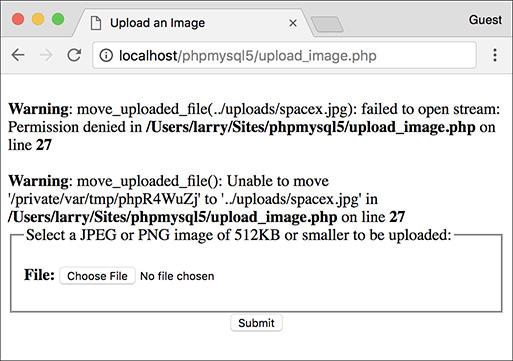 Upload an Image
Guest
localhost/phpmysql5/upload_image.php
Warning: move_uploaded_file(../uploads/spacex.jpg): failed to open stream:
Permission denied in /Users/larry/Sites/phpmysql5/upload_image.php on
line 27
Warning: move_uploaded_file(): Unable to move
'/private/var/tmp/phpR4WuZj' to '../uploads/spacex.jpg' in
/Users/larry/Sites/phpmysql5/upload_image.php on line 27
Select a JPEG or PNG image of 512KB or smaller to be uploaded:
File: Choose File No file chosen
Submit